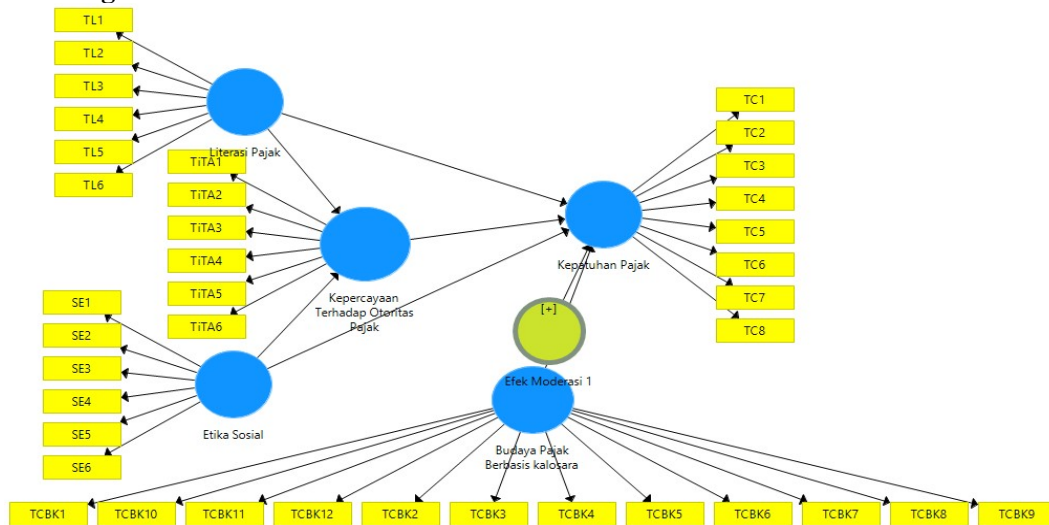 TL1
TL2
TL3
TL4
TL5
TL6
Literasi Pajak
TiTA1
TiTA2
TiTA3
TiTA4
TiTA5
TiTA6
Kepercayaan
Terhadap Otoritas
Pajak
SE1
SE2
SE3
SE4
SE5
SE6
Etika Sosial
TC1
TC2
TC3
TC4
TC5
TC6
TC7
TC8
Kepatuhan Pajak
[+]
Efek Moderasi 1
Budaya Pajak
Berbasis kalosara
TCBK1 TCBK10 TCBK11 TCBK12 TCBK2 TCBK3 TCBK4 TCBK5 TCBK6 TCBK7 TCBK8 TCBK9